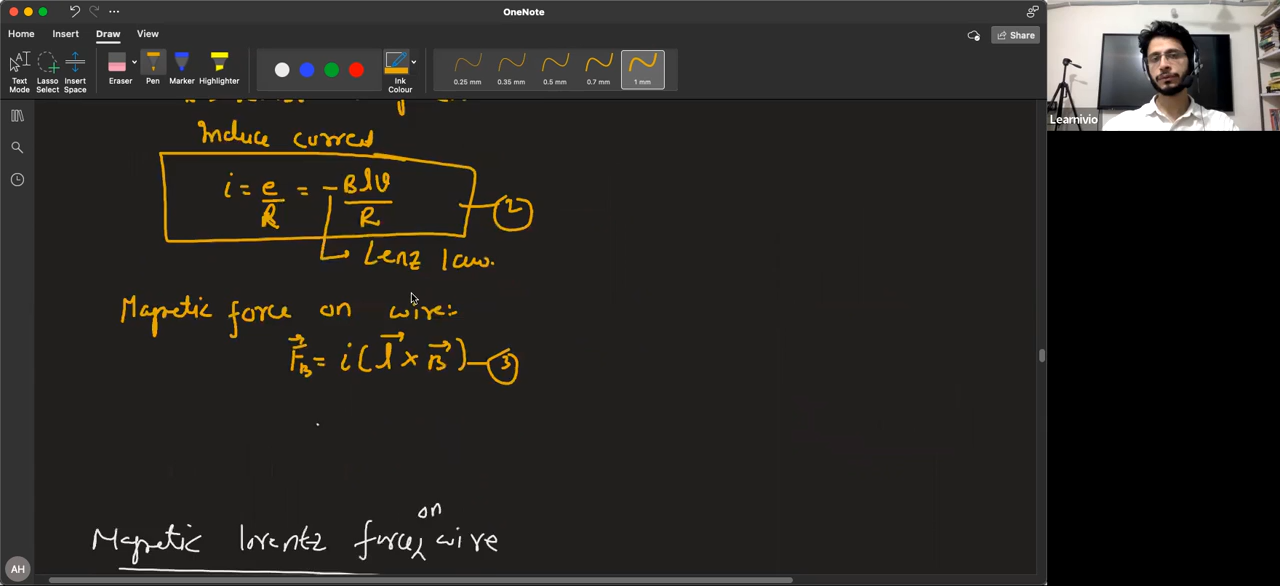 OneNote
Home Insert Draw View
Share
Text Mode
Lasso Select
Insert Space
Eraser
Pen
Marker
Highlighter
Ink Colour
0.25 mm
0.35 mm
0.5 mm
0.7 mm
1 mm
Learnivio
Induce current
i = e/R = -Blv/R — 2
→ Lenz law.
Magnetic force on wire:-
F⃗_B = i(l⃗ × B⃗) — 3
Magnetic lorentz force on wire
AH